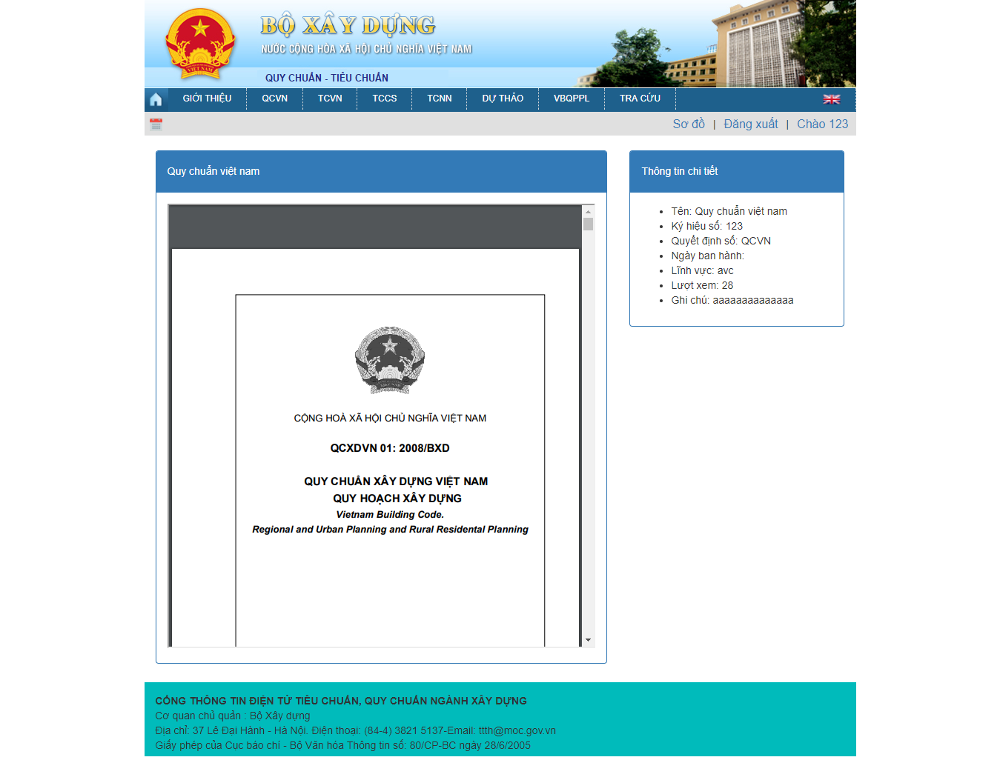 BỘ XÂY DỰNG
NƯỚC CỘNG HÒA XÃ HỘI CHỦ NGHĨA VIỆT NAM
QUY CHUẨN - TIÊU CHUẨN
GIỚI THIỆU QCVN TCVN TCCS TCNN DỰ THẢO VBQPPL TRA CỨU
Sơ đồ | Đăng xuất | Chào 123
Quy chuẩn việt nam
CỘNG HOÀ XÃ HỘI CHỦ NGHĨA VIỆT NAM
QCXDVN 01: 2008/BXD
QUY CHUẨN XÂY DỰNG VIỆT NAM
QUY HOẠCH XÂY DỰNG
Vietnam Building Code.
Regional and Urban Planning and Rural Residental Planning
Thông tin chi tiết
Tên: Quy chuẩn việt nam
Ký hiệu số: 123
Quyết định số: QCVN
Ngày ban hành:
Lĩnh vực: avc
Lượt xem: 28
Ghi chú: aaaaaaaaaaaaaa
CỔNG THÔNG TIN ĐIỆN TỬ TIÊU CHUẨN, QUY CHUẨN NGÀNH XÂY DỰNG
Cơ quan chủ quản : Bộ Xây dựng
Địa chỉ: 37 Lê Đại Hành - Hà Nội. Điện thoại: (84-4) 3821 5137-Email: ttth@moc.gov.vn
Giấy phép của Cục báo chí - Bộ Văn hóa Thông tin số: 80/CP-BC ngày 28/6/2005